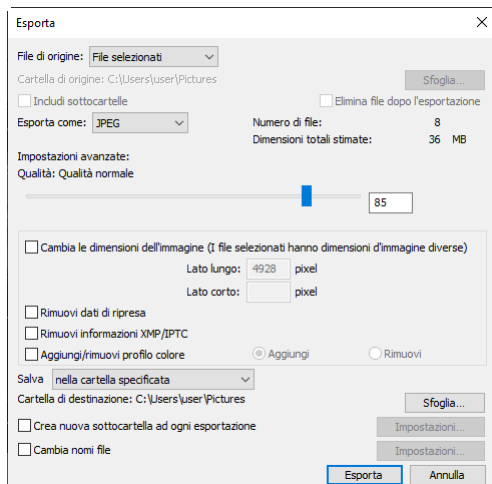 Esporta
File di origine: File selezionati
Cartella di origine: C:\Users\user\Pictures Sfoglia...
Includi sottocartelle Elimina file dopo l'esportazione
Esporta come: JPEG Numero di file: 8
Dimensioni totali stimate: 36 MB
Impostazioni avanzate:
Qualità: Qualità normale
85
Cambia le dimensioni dell'immagine (I file selezionati hanno dimensioni d'immagine diverse)
Lato lungo: 4928 pixel
Lato corto: pixel
Rimuovi dati di ripresa
Rimuovi informazioni XMP/IPTC
Aggiungi/rimuovi profilo colore Aggiungi Rimuovi
Salva nella cartella specificata
Cartella di destinazione: C:\Users\user\Pictures Sfoglia...
Crea nuova sottocartella ad ogni esportazione Impostazioni...
Cambia nomi file Impostazioni...
Esporta Annulla